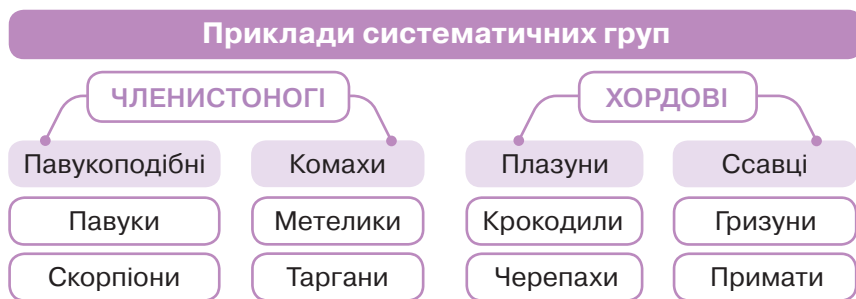 Приклади систематичних груп
ЧЛЕНИСТОНОГІ
ХОРДОВІ
Павукоподібні
Комахи
Плазуни
Ссавці
Павуки
Метелики
Крокодили
Гризуни
Скорпіони
Таргани
Черепахи
Примати